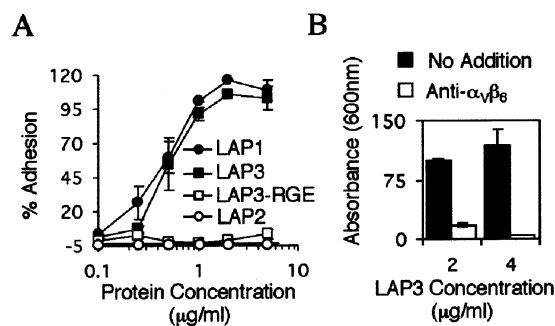 A
% Adhesion
120
95
70
45
20
-5
LAP1
LAP3
LAP3-RGE
LAP2
0.1
1
10
Protein Concentration
(μg/ml)
B
No Addition
Anti-αVβ6
Absorbance (600nm)
150
75
0
2
4
LAP3 Concentration
(μg/ml)